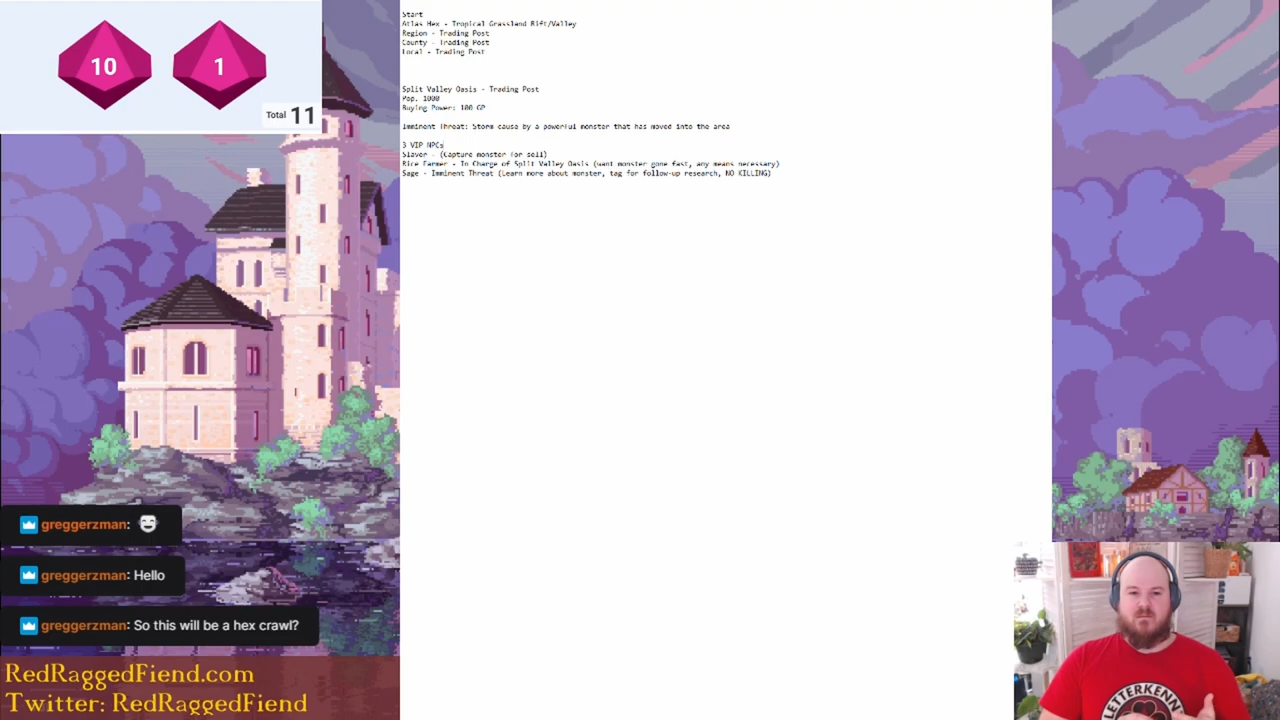 10
1
Total 11
Start
Atlas Hex - Tropical Grassland Rift/Valley
Region - Trading Post
County - Trading Post
Local - Trading Post
Split Valley Oasis - Trading Post
Pop. 1000
Buying Power: 100 GP
Imminent Threat: Storm cause by a powerful monster that has moved into the area
3 VIP NPCs
Slaver - (Capture monster for sell)
Rice Farmer - In Charge of Split Valley Oasis (want monster gone fast, any means necessary)
Sage - Imminent Threat (Learn more about monster, tag for follow-up research, NO KILLING)
greggerzman:
greggerzman: Hello
greggerzman: So this will be a hex crawl?
RedRaggedFiend.com
Twitter: RedRaggedFiend
LETTERKENN